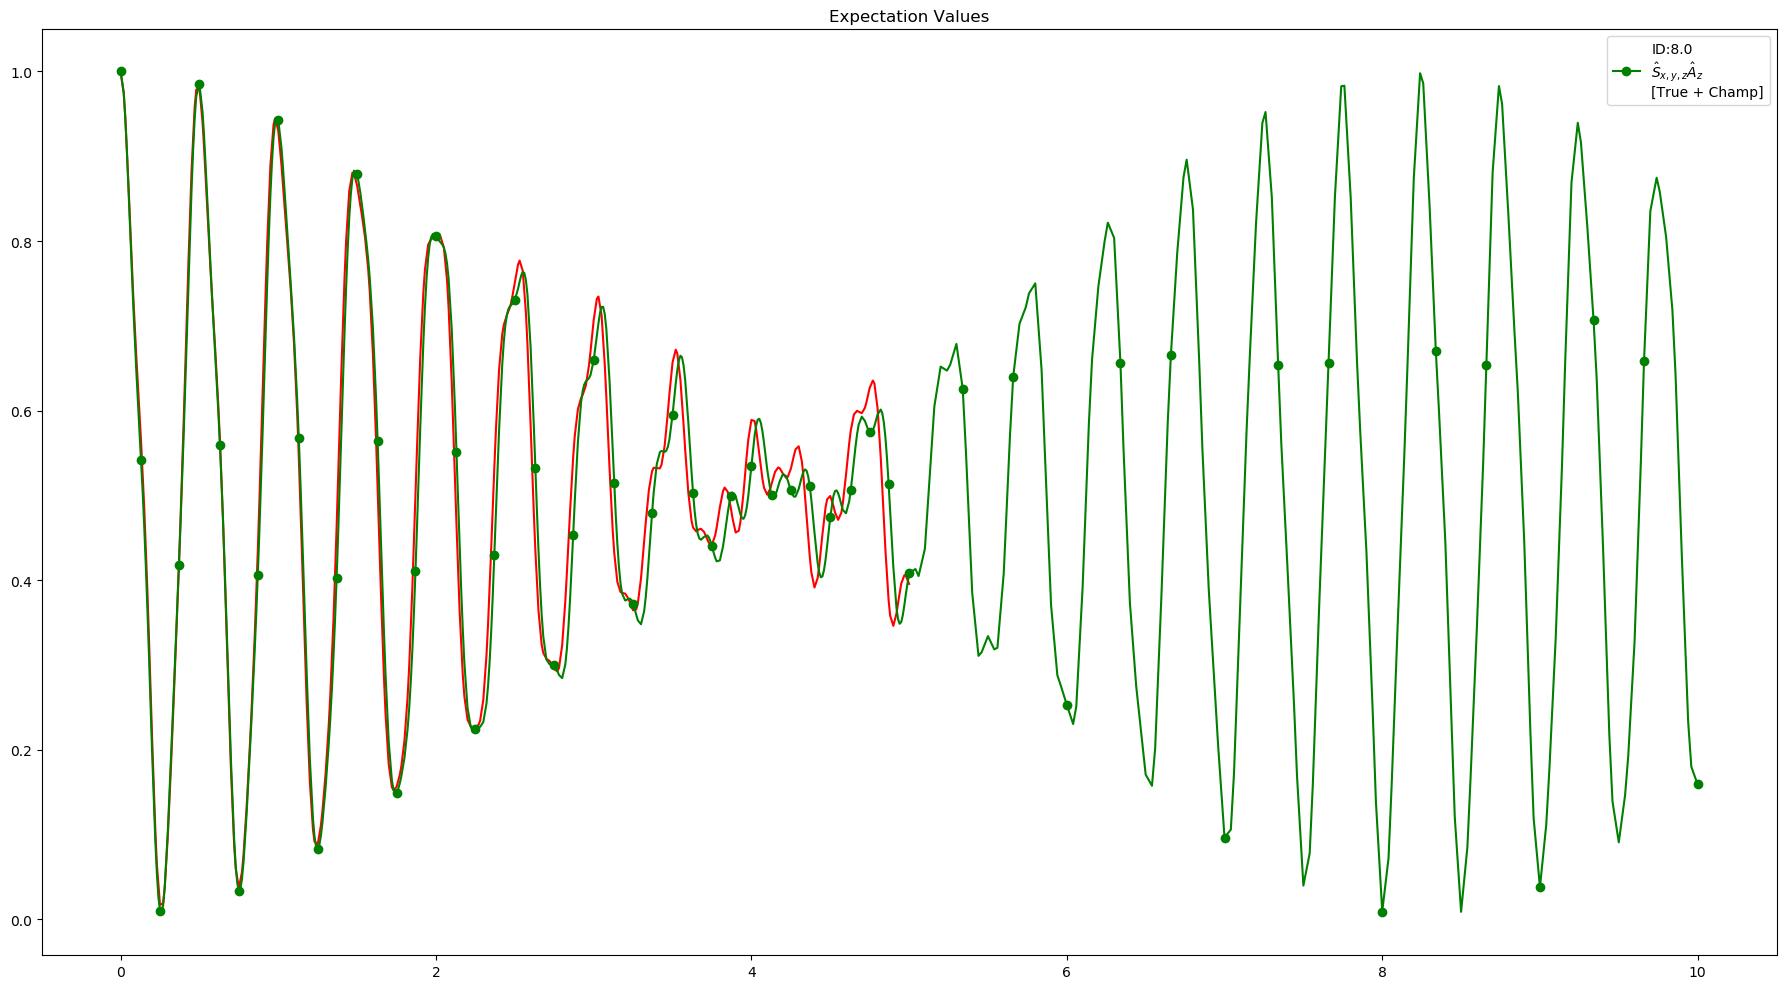 Expectation Values
ID:8.0
$\hat{S}_{x,y,z}\hat{A}_z$
[True + Champ]
1.0
0.8
0.6
0.4
0.2
0.0
0 2 4 6 8 10